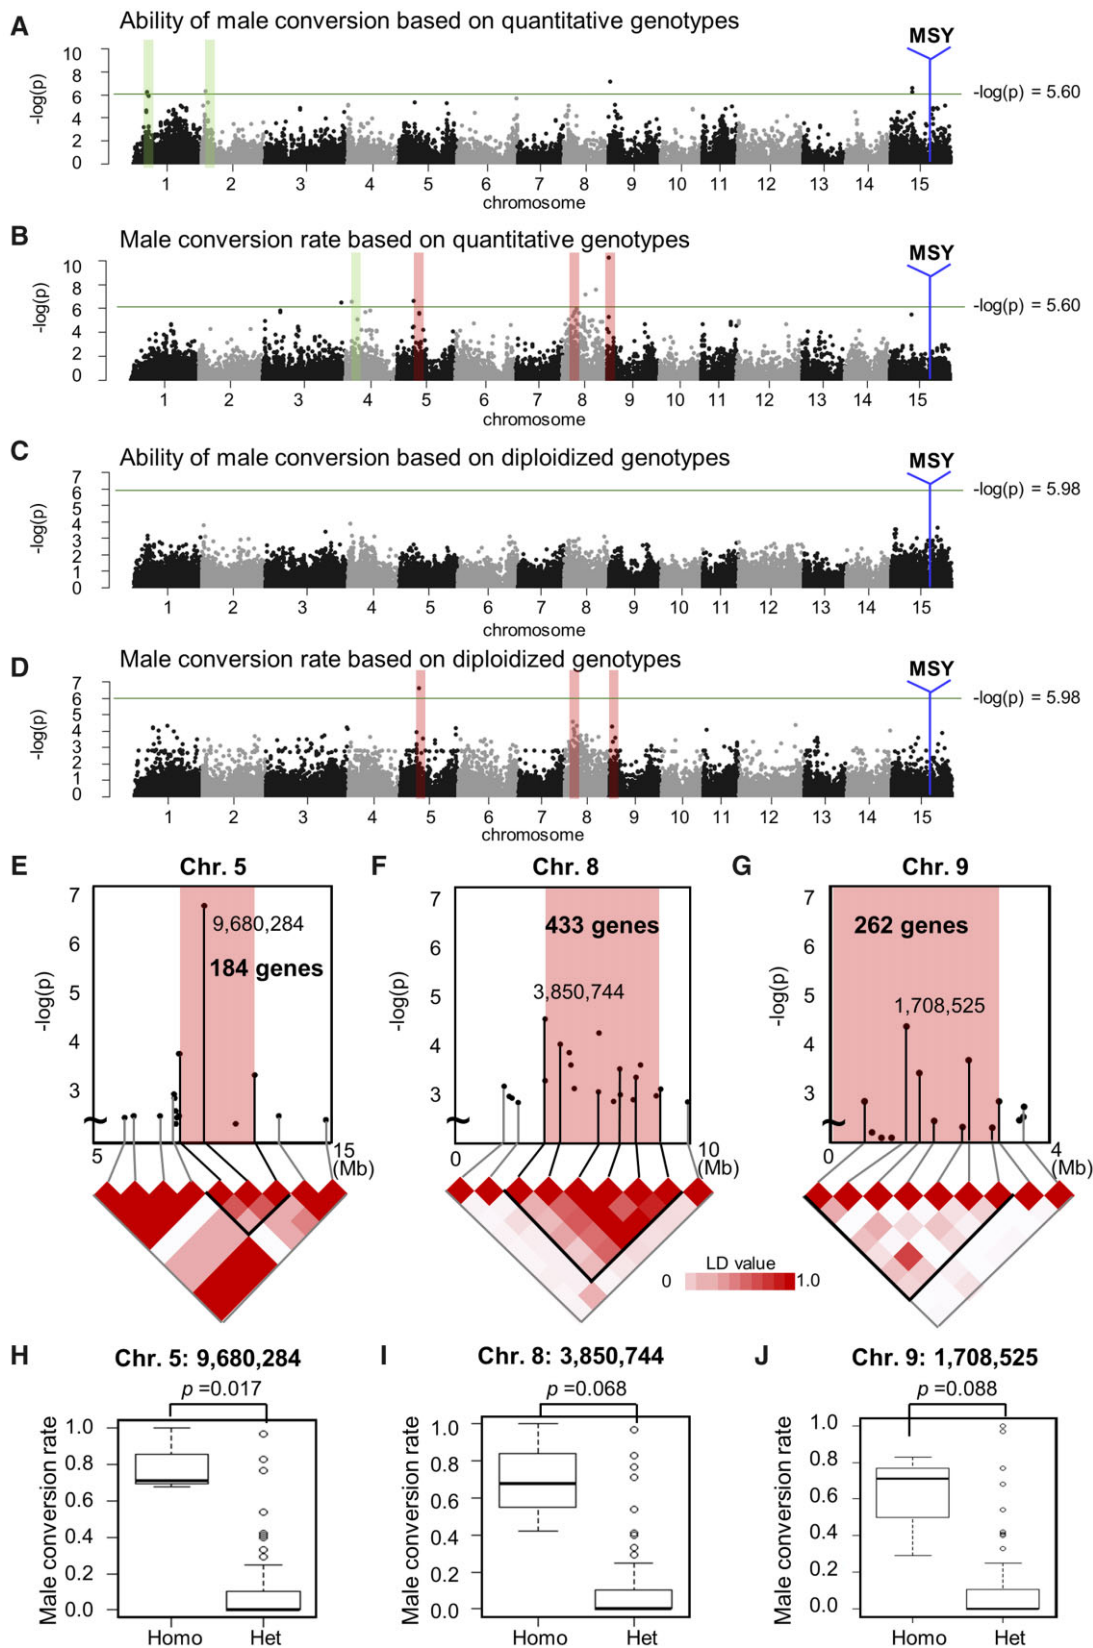 A
Ability of male conversion based on quantitative genotypes
MSY
10
8
6
4
2
0
-log(p)
-log(p) = 5.60
1 2 3 4 5 6 7 8 9 10 11 12 13 14 15
chromosome
B
Male conversion rate based on quantitative genotypes
MSY
10
8
6
4
2
0
-log(p)
-log(p) = 5.60
1 2 3 4 5 6 7 8 9 10 11 12 13 14 15
chromosome
C
Ability of male conversion based on diploidized genotypes
MSY
7
6
5
4
3
2
1
0
-log(p)
-log(p) = 5.98
1 2 3 4 5 6 7 8 9 10 11 12 13 14 15
chromosome
D
Male conversion rate based on diploidized genotypes
MSY
7
6
5
4
3
2
1
0
-log(p)
-log(p) = 5.98
1 2 3 4 5 6 7 8 9 10 11 12 13 14 15
chromosome
E
Chr. 5
7
6
5
4
3
-log(p)
9,680,284
184 genes
5
15
(Mb)
F
Chr. 8
7
6
5
4
3
-log(p)
433 genes
3,850,744
0
10
(Mb)
G
Chr. 9
7
6
5
4
3
-log(p)
262 genes
1,708,525
0
4
(Mb)
LD value
0
1.0
H
Chr. 5: 9,680,284
p =0.017
Male conversion rate
1.0
0.8
0.6
0.4
0.2
0.0
Homo Het
I
Chr. 8: 3,850,744
p =0.068
Male conversion rate
1.0
0.8
0.6
0.4
0.2
0.0
Homo Het
J
Chr. 9: 1,708,525
p =0.088
Male conversion rate
1.0
0.8
0.6
0.4
0.2
0.0
Homo Het